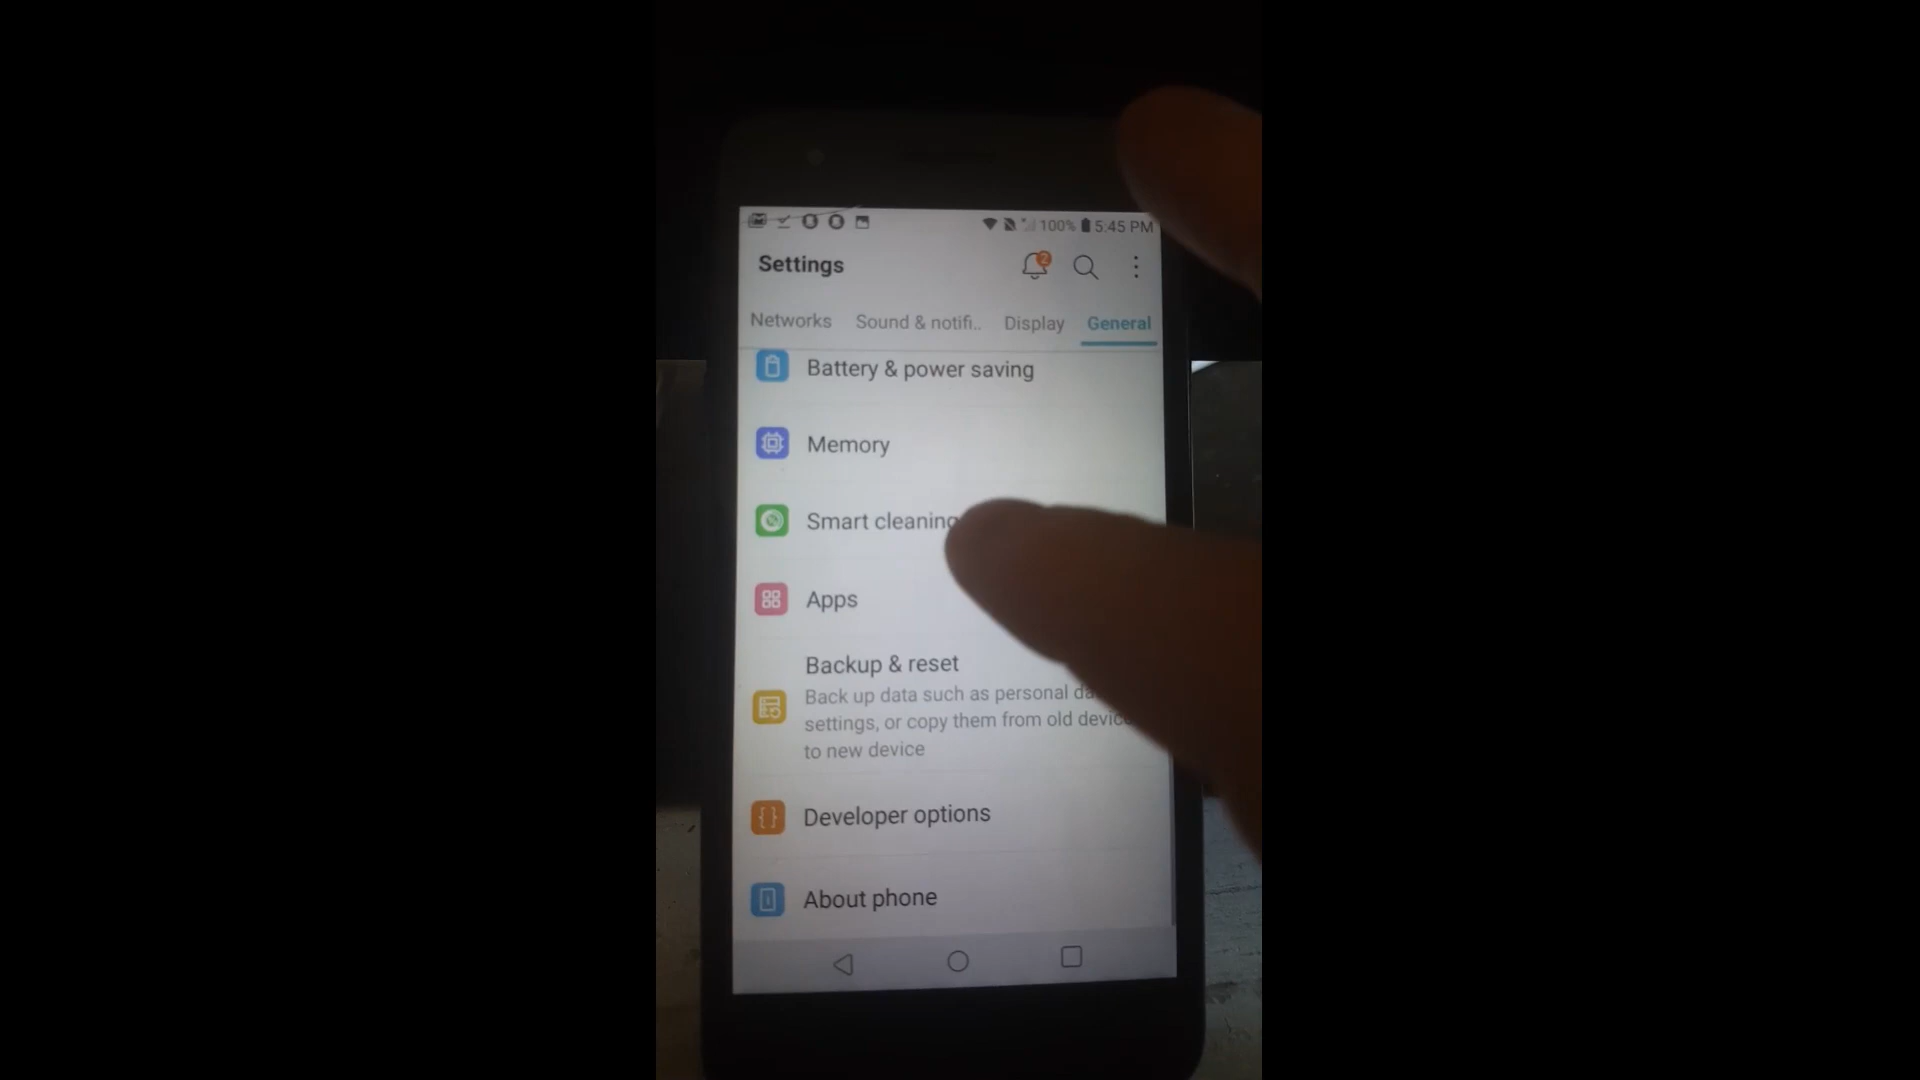 100% 5:45 PM
Settings
2
Networks Sound & notifi.. Display General
Battery & power saving
Memory
Smart cleaning
Apps
Backup & reset
Back up data such as personal
settings, or copy them from old device
to new device
Developer options
About phone